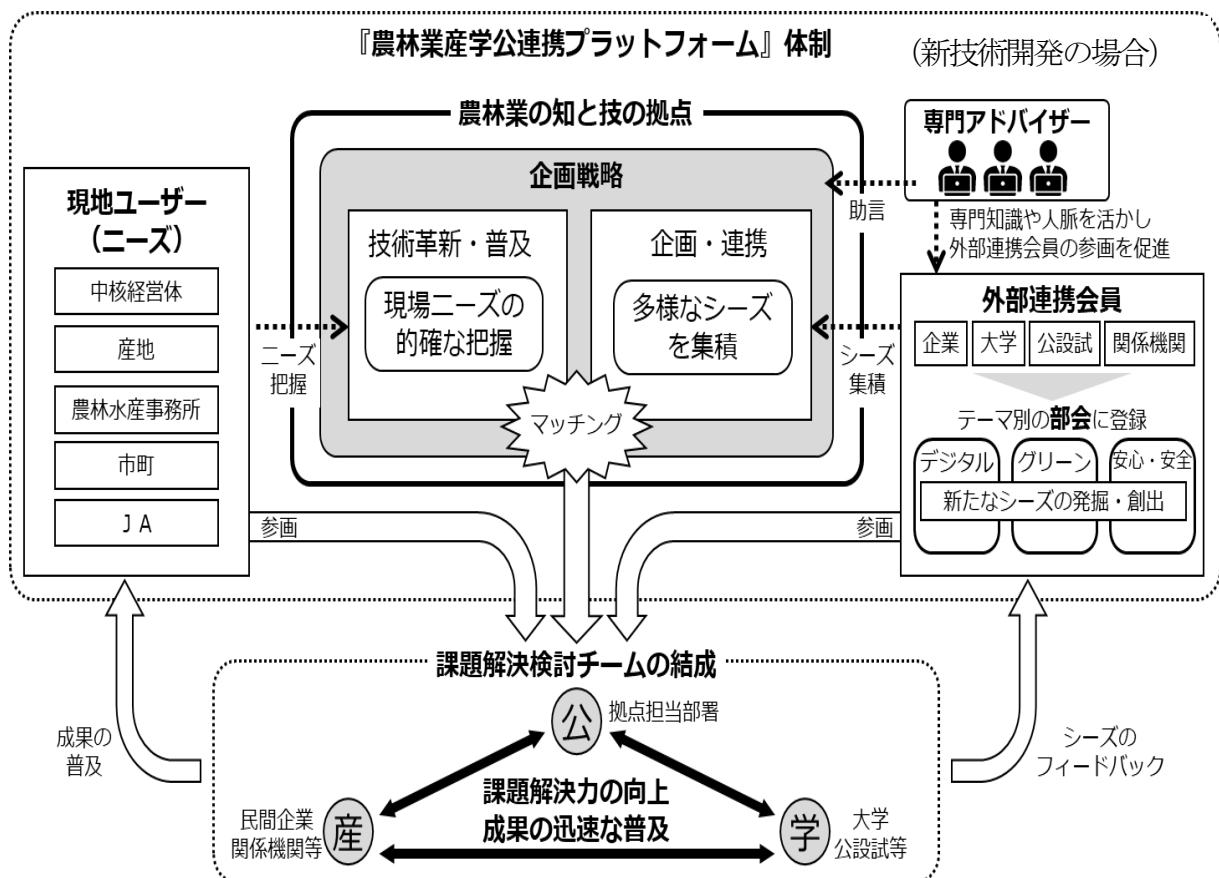 『農林業産学公連携プラットフォーム』体制
(新技術開発の場合)
農林業の知と技の拠点
専門アドバイザー
企画戦略
助言
専門知識や人脈を活かし
外部連携会員の参画を促進
現地ユーザー
(ニーズ)
中核経営体
産地
農林水産事務所
市町
JA
技術革新・普及
現場ニーズの
的確な把握
企画・連携
多様なシーズ
を集積
ニーズ
把握
シーズ
集積
マッチング
外部連携会員
企業
大学
公設試
関係機関
テーマ別の部会に登録
デジタル
グリーン
安心・安全
新たなシーズの発掘・創出
参画
参画
課題解決検討チームの結成
公
拠点担当部署
成果の
普及
シーズの
フィードバック
課題解決力の向上
成果の迅速な普及
民間企業
関係機関等
産
学
大学
公設試等